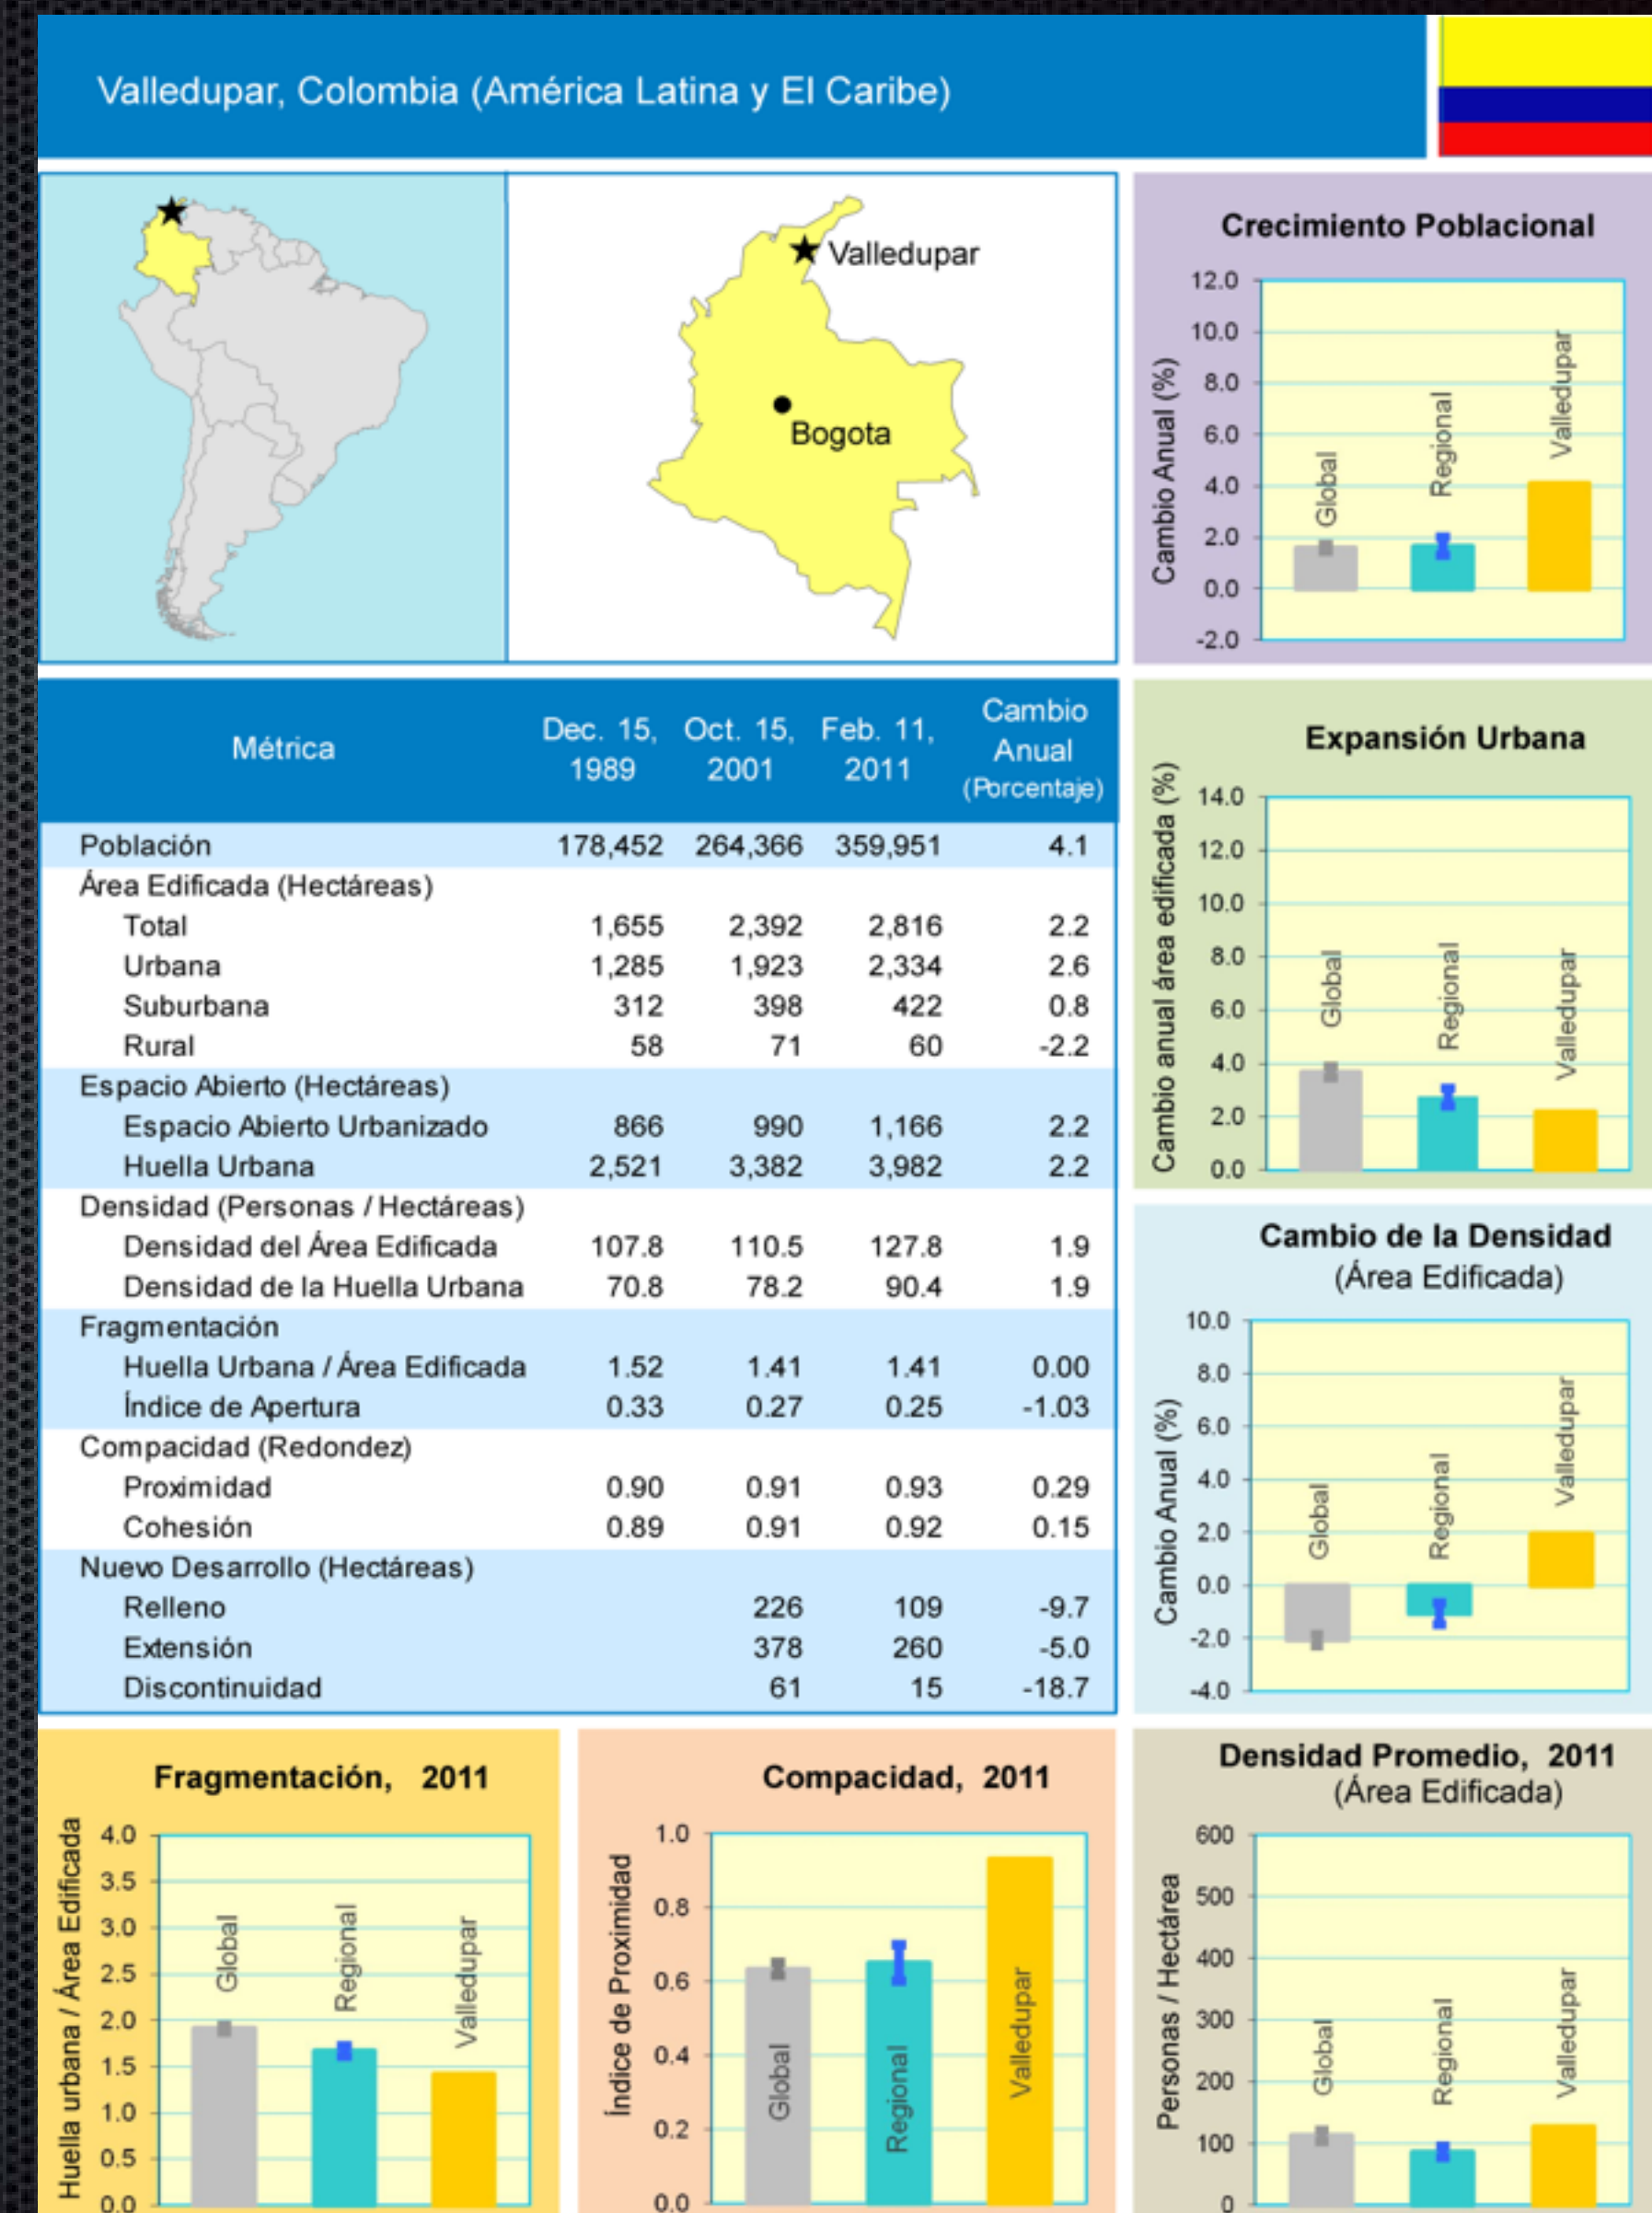 Valledupar, Colombia (América Latina y El Caribe)
Valledupar
Bogota
Crecimiento Poblacional
Cambio Anual (%)
12.0
10.0
8.0
6.0
4.0
2.0
0.0
-2.0
Global
Regional
Valledupar
Métrica Dec. 15, 1989 Oct. 15, 2001 Feb. 11, 2011 Cambio Anual (Porcentaje)
Población 178,452 264,366 359,951 4.1
Área Edificada (Hectáreas)
Total 1,655 2,392 2,816 2.2
Urbana 1,285 1,923 2,334 2.6
Suburbana 312 398 422 0.8
Rural 58 71 60 -2.2
Espacio Abierto (Hectáreas)
Espacio Abierto Urbanizado 866 990 1,166 2.2
Huella Urbana 2,521 3,382 3,982 2.2
Densidad (Personas / Hectáreas)
Densidad del Área Edificada 107.8 110.5 127.8 1.9
Densidad de la Huella Urbana 70.8 78.2 90.4 1.9
Fragmentación
Huella Urbana / Área Edificada 1.52 1.41 1.41 0.00
Índice de Apertura 0.33 0.27 0.25 -1.03
Compacidad (Redondez)
Proximidad 0.90 0.91 0.93 0.29
Cohesión 0.89 0.91 0.92 0.15
Nuevo Desarrollo (Hectáreas)
Relleno 226 109 -9.7
Extensión 378 260 -5.0
Discontinuidad 61 15 -18.7
Expansión Urbana
Cambio anual área edificada (%)
14.0
12.0
10.0
8.0
6.0
4.0
2.0
0.0
Global
Regional
Valledupar
Cambio de la Densidad
(Área Edificada)
Cambio Anual (%)
10.0
8.0
6.0
4.0
2.0
0.0
-2.0
-4.0
Global
Regional
Valledupar
Fragmentación, 2011
Huella urbana / Área Edificada
4.0
3.5
3.0
2.5
2.0
1.5
1.0
0.5
0.0
Global
Regional
Valledupar
Compacidad, 2011
Índice de Proximidad
1.0
0.8
0.6
0.4
0.2
0.0
Global
Regional
Valledupar
Densidad Promedio, 2011
(Área Edificada)
Personas / Hectárea
600
500
400
300
200
100
0
Global
Regional
Valledupar